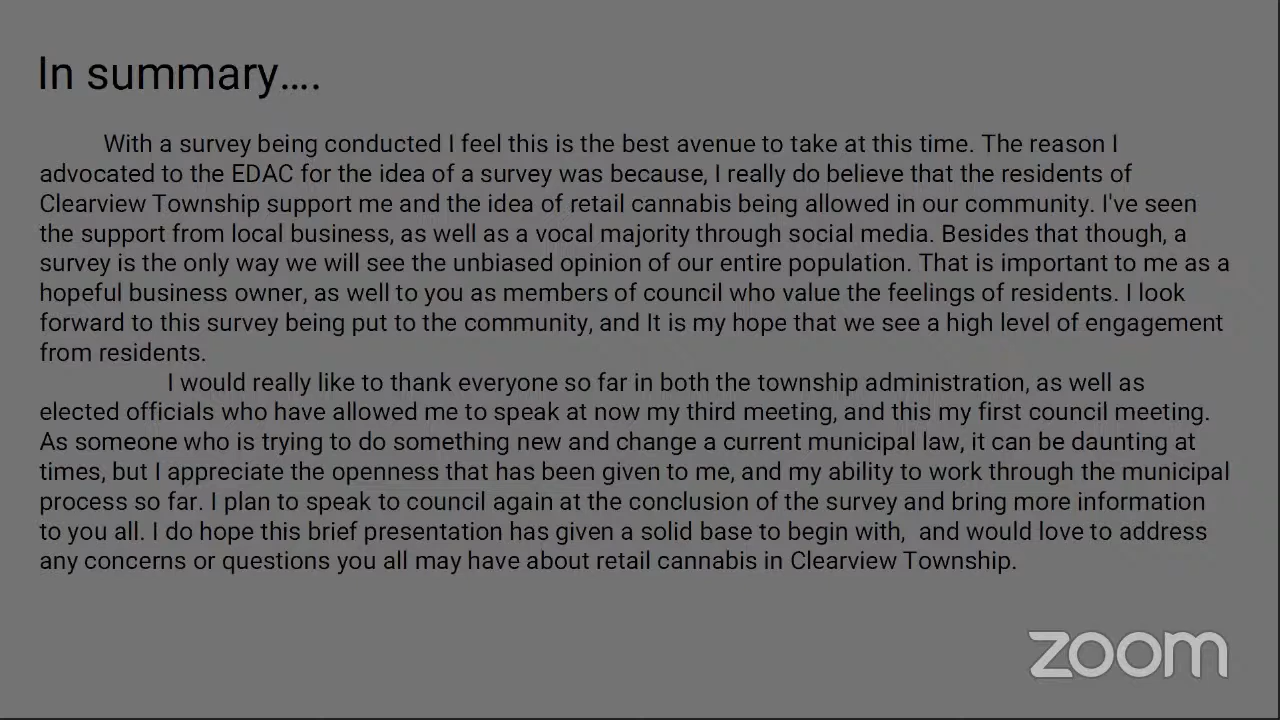 In summary....
With a survey being conducted I feel this is the best avenue to take at this time. The reason I
advocated to the EDAC for the idea of a survey was because, I really do believe that the residents of
Clearview Township support me and the idea of retail cannabis being allowed in our community. I've seen
the support from local business, as well as a vocal majority through social media. Besides that though, a
survey is the only way we will see the unbiased opinion of our entire population. That is important to me as a
hopeful business owner, as well to you as members of council who value the feelings of residents. I look
forward to this survey being put to the community, and It is my hope that we see a high level of engagement
from residents.
I would really like to thank everyone so far in both the township administration, as well as
elected officials who have allowed me to speak at now my third meeting, and this my first council meeting.
As someone who is trying to do something new and change a current municipal law, it can be daunting at
times, but I appreciate the openness that has been given to me, and my ability to work through the municipal
process so far. I plan to speak to council again at the conclusion of the survey and bring more information
to you all. I do hope this brief presentation has given a solid base to begin with,  and would love to address
any concerns or questions you all may have about retail cannabis in Clearview Township.
zoom